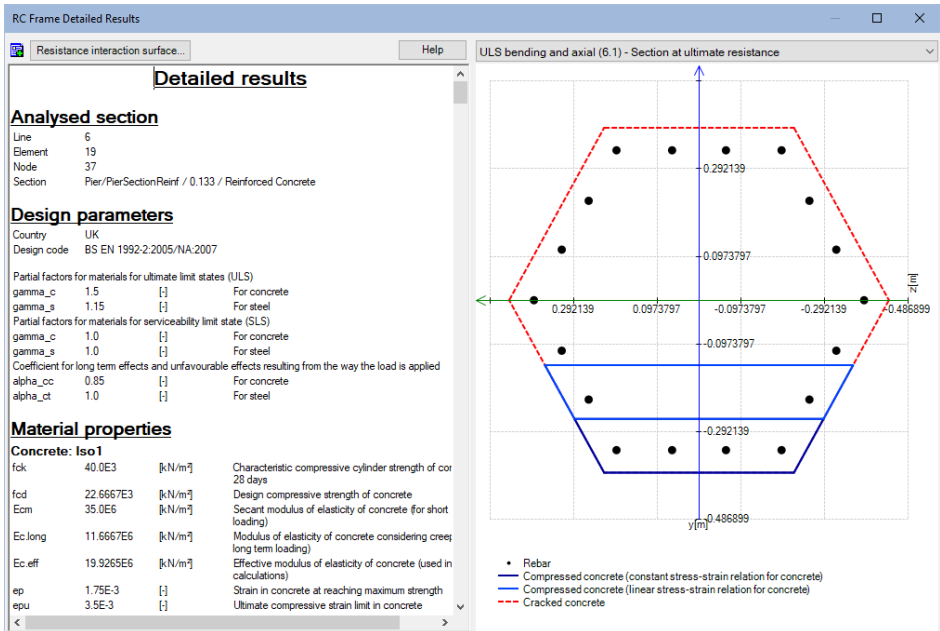 RC Frame Detailed Results
Resistance interaction surface...
Help
ULS bending and axial (6.1) - Section at ultimate resistance
Detailed results
Analysed section
Line 6
Element 19
Node 37
Section Pier/PierSectionReinf / 0.133 / Reinforced Concrete
Design parameters
Country UK
Design code BS EN 1992-2:2005/NA:2007
Partial factors for materials for ultimate limit states (ULS)
gamma_c 1.5 [-] For concrete
gamma_s 1.15 [-] For steel
Partial factors for materials for serviceability limit state (SLS)
gamma_c 1.0 [-] For concrete
gamma_s 1.0 [-] For steel
Coefficient for long term effects and unfavourable effects resulting from the way the load is applied
alpha_cc 0.85 [-] For concrete
alpha_ct 1.0 [-] For steel
Material properties
Concrete: Iso1
fck 40.0E3 [kN/m²] Characteristic compressive cylinder strength of cor
28 days
fcd 22.6667E3 [kN/m²] Design compressive strength of concrete
Ecm 35.0E6 [kN/m²] Secant modulus of elasticity of concrete (for short
loading)
Ec.long 11.6667E6 [kN/m²] Modulus of elasticity of concrete considering creep
long term loading)
Ec.eff 19.9265E6 [kN/m²] Effective modulus of elasticity of concrete (used in
calculations)
ep 1.75E-3 [-] Strain in concrete at reaching maximum strength
epu 3.5E-3 [-] Ultimate compressive strain limit in concrete
0.292139
0.0973797
z[m]
0.292139 0.0973797 -0.0973797 -0.292139 -0.486899
-0.0973797
-0.292139
-0.486899
y[m]
Rebar
Compressed concrete (constant stress-strain relation for concrete)
Compressed concrete (linear stress-strain relation for concrete)
Cracked concrete